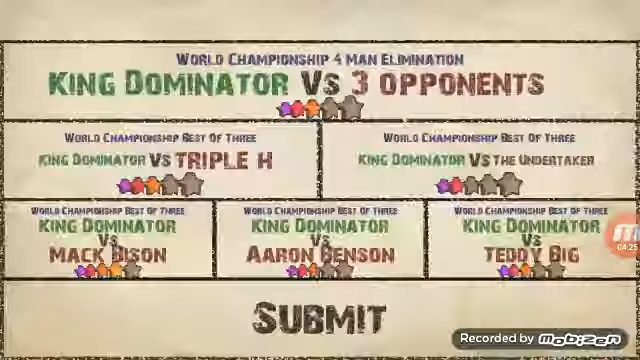 World Championship 4 Man Elimination
King Dominator Vs 3 opponents
World Championship Best Of Three
King Dominator Vs Triple H
World Championship Best Of Three
King Dominator Vs The Undertaker
World Championship Best Of Three
King Dominator
Vs
Mack Bison
World Championship Best Of Three
King Dominator
Vs
Aaron Benson
World Championship Best Of Three
King Dominator
Vs
Teddy Big
04:25
Submit
Recorded by mobizen